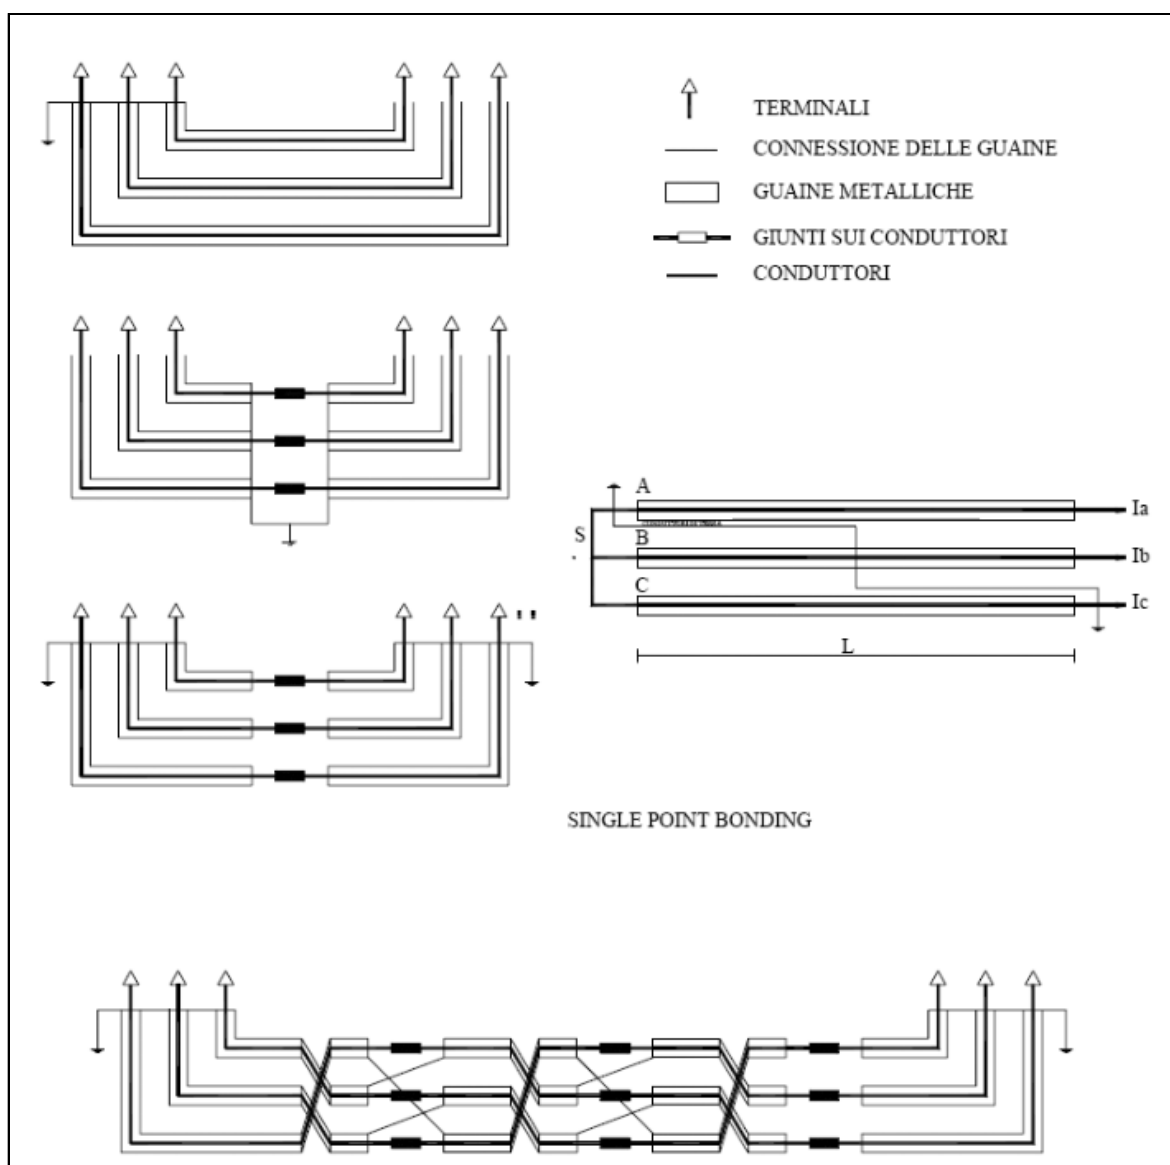 TERMINALI
CONNESSIONE DELLE GUAINE
GUAINE METALLICHE
GIUNTI SUI CONDUTTORI
CONDUTTORI
A
Ia
S
B
Ib
C
Ic
L
SINGLE POINT BONDING